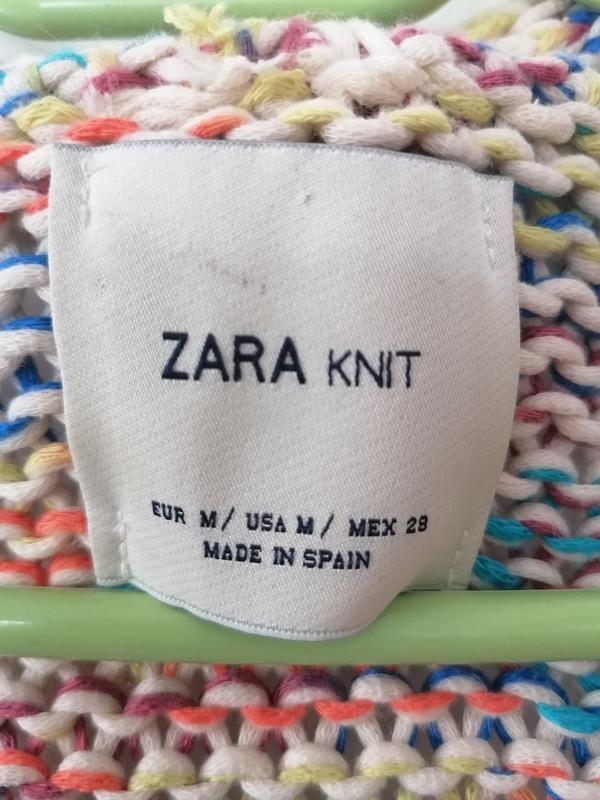 ZARA KNIT
EUR M/ USA M/ MEX 28
MADE IN SPAIN